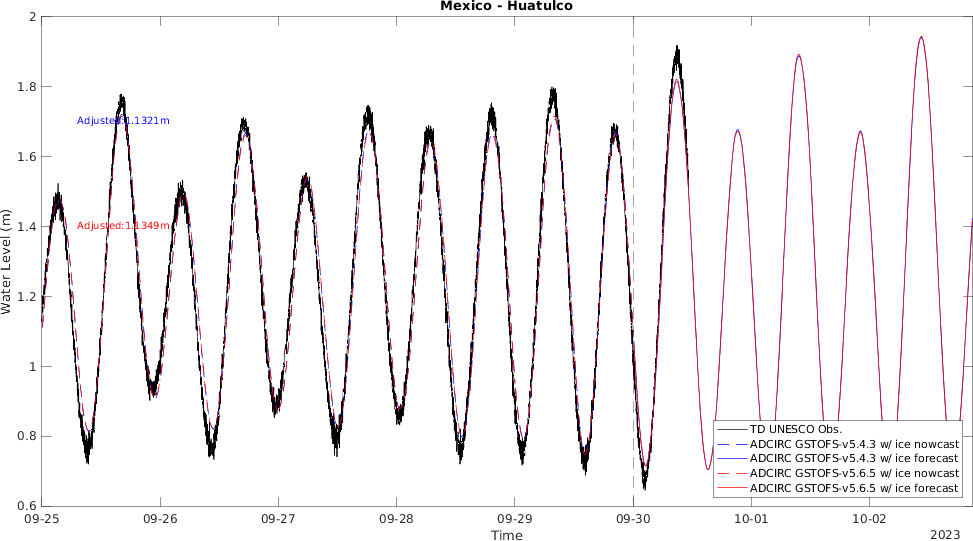 Mexico - Huatulco
2
1.8
1.6
1.4
1.2
1
0.8
0.6
Water Level (m)
Adjusted:1.1321m
Adjusted:1.1349m
TD UNESCO Obs.
ADCIRC GSTOFS-v5.4.3 w/ ice nowcast
ADCIRC GSTOFS-v5.4.3 w/ ice forecast
ADCIRC GSTOFS-v5.6.5 w/ ice nowcast
ADCIRC GSTOFS-v5.6.5 w/ ice forecast
09-25 09-26 09-27 09-28 09-29 09-30 10-01 10-02
Time
2023